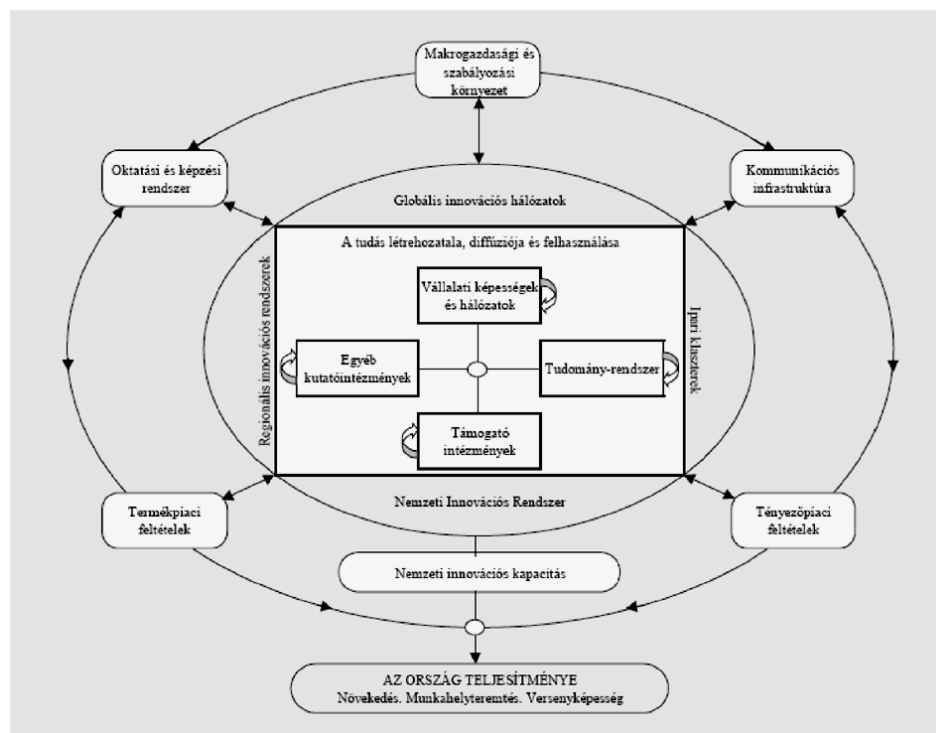 Makrogazdasági és
szabályozási
környezet
Oktatási és képzési
rendszer
Kommunikációs
infrastruktúra
Globális innovációs hálózatok
A tudás létrehozatala, diffúziója és felhasználása
Regionális innovációs rendszerek
Vállalati képességek
és hálózatok
Ipari klaszterek
Egyéb
kutatóintézmények
Tudomány-rendszer
Támogató
intézmények
Termékpiaci
feltételek
Nemzeti Innovációs Rendszer
Tényezőpiaci
feltételek
Nemzeti innovációs kapacitás
AZ ORSZÁG TELJESÍTMÉNYE
Növekedés. Munkahelyteremtés. Versenyképesség